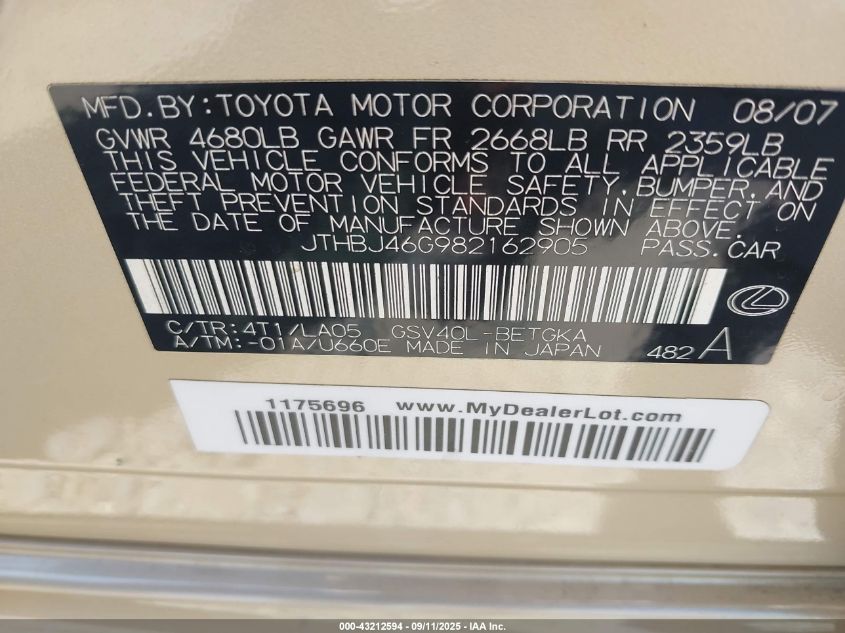 MFD.BY:TOYOTA MOTOR CORPORATION 08/07
GVWR 4680LB GAWR FR 2668LB RR 2359LB
THIS VEHICLE CONFORMS TO ALL APPLICABLE
FEDERAL MOTOR VEHICLE SAFETY,BUMPER,AND
THEFT PREVENTION STANDARDS IN EFFECT ON
THE DATE OF MANUFACTURE SHOWN ABOVE.
JTHBJ46G982162905 PASS.CAR
C/TR:4T1/LA05 GSV40L-BETGKA
A/TM:-01A/U660E MADE IN JAPAN 482 A
1175696 www.MyDealerLot.com
000-43212594 - 09/11/2025 - IAA Inc.